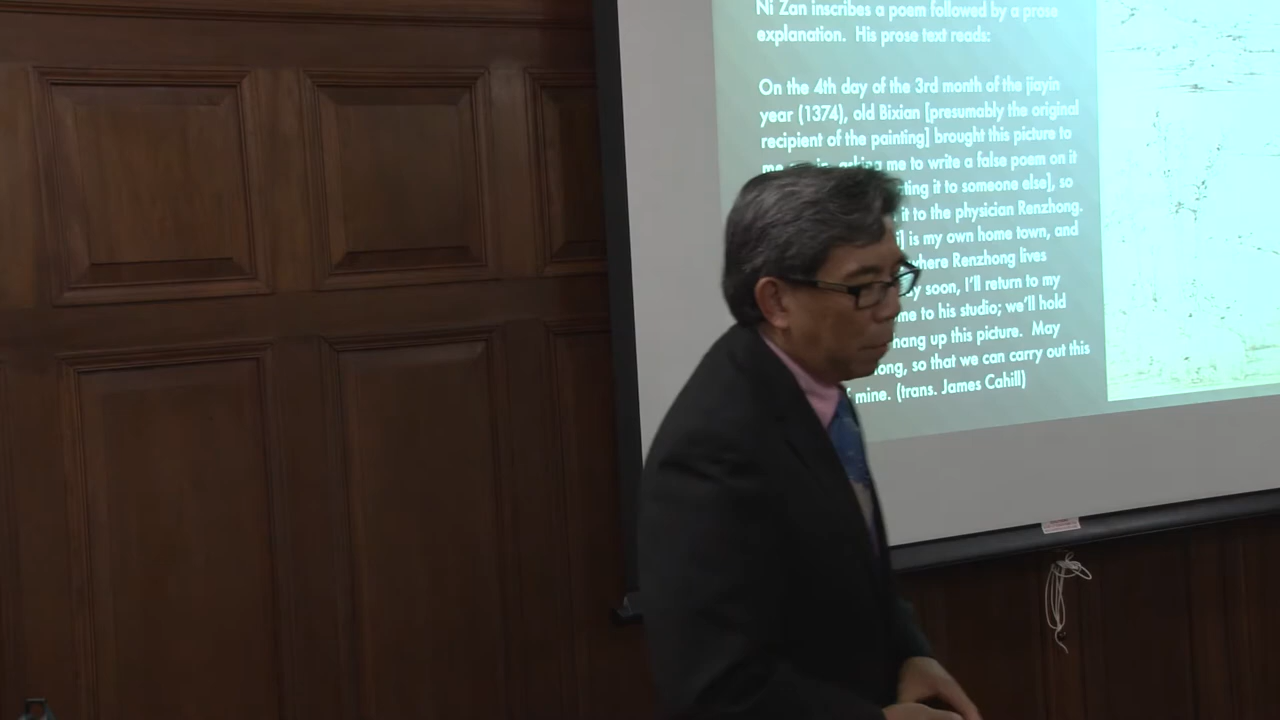 Ni Zan inscribes a poem followed by a prose
explanation. His prose text reads:
On the 4th day of the 3rd month of the jiayin
year (1374), old Bixian [presumably the original
recipient of the painting] brought this picture to
me asking me to write a false poem on it
ating it to someone else], so
it to the physician Renzhong.
is my own home town, and
where Renzhong lives
soon, I'll return to my
me to his studio; we'll hold
hang up this picture. May
long, so that we can carry out this
mine. (trans. James Cahill)